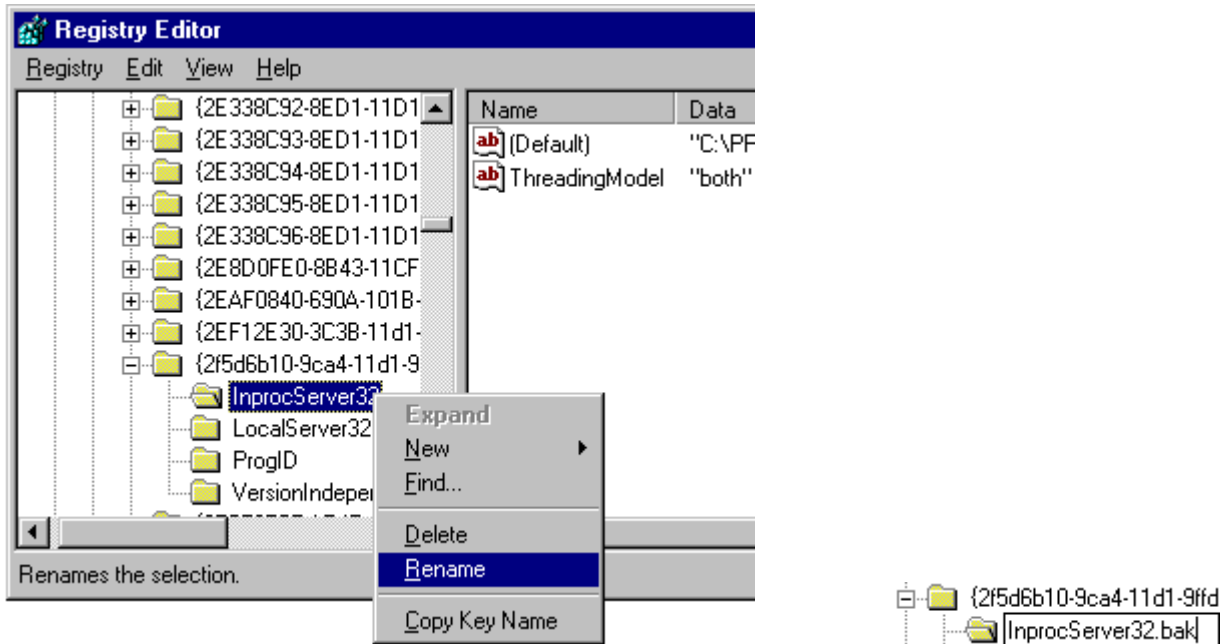 Registry Editor
Registry Edit View Help
{2E338C92-8ED1-11D1
{2E338C93-8ED1-11D1
{2E338C94-8ED1-11D1
{2E338C95-8ED1-11D1
{2E338C96-8ED1-11D1
{2E8D0FE0-8B43-11CF
{2EAF0840-690A-101B-
{2EF12E30-3C3B-11d1-
{2f5d6b10-9ca4-11d1-9
InprocServer32
LocalServer32
ProgID
VersionIndeper
Name Data
ab (Default) "C:\PF
ab ThreadingModel "both"
Expand
New
Find...
Delete
Rename
Copy Key Name
Renames the selection.
{2f5d6b10-9ca4-11d1-9ffd
InprocServer32.bak